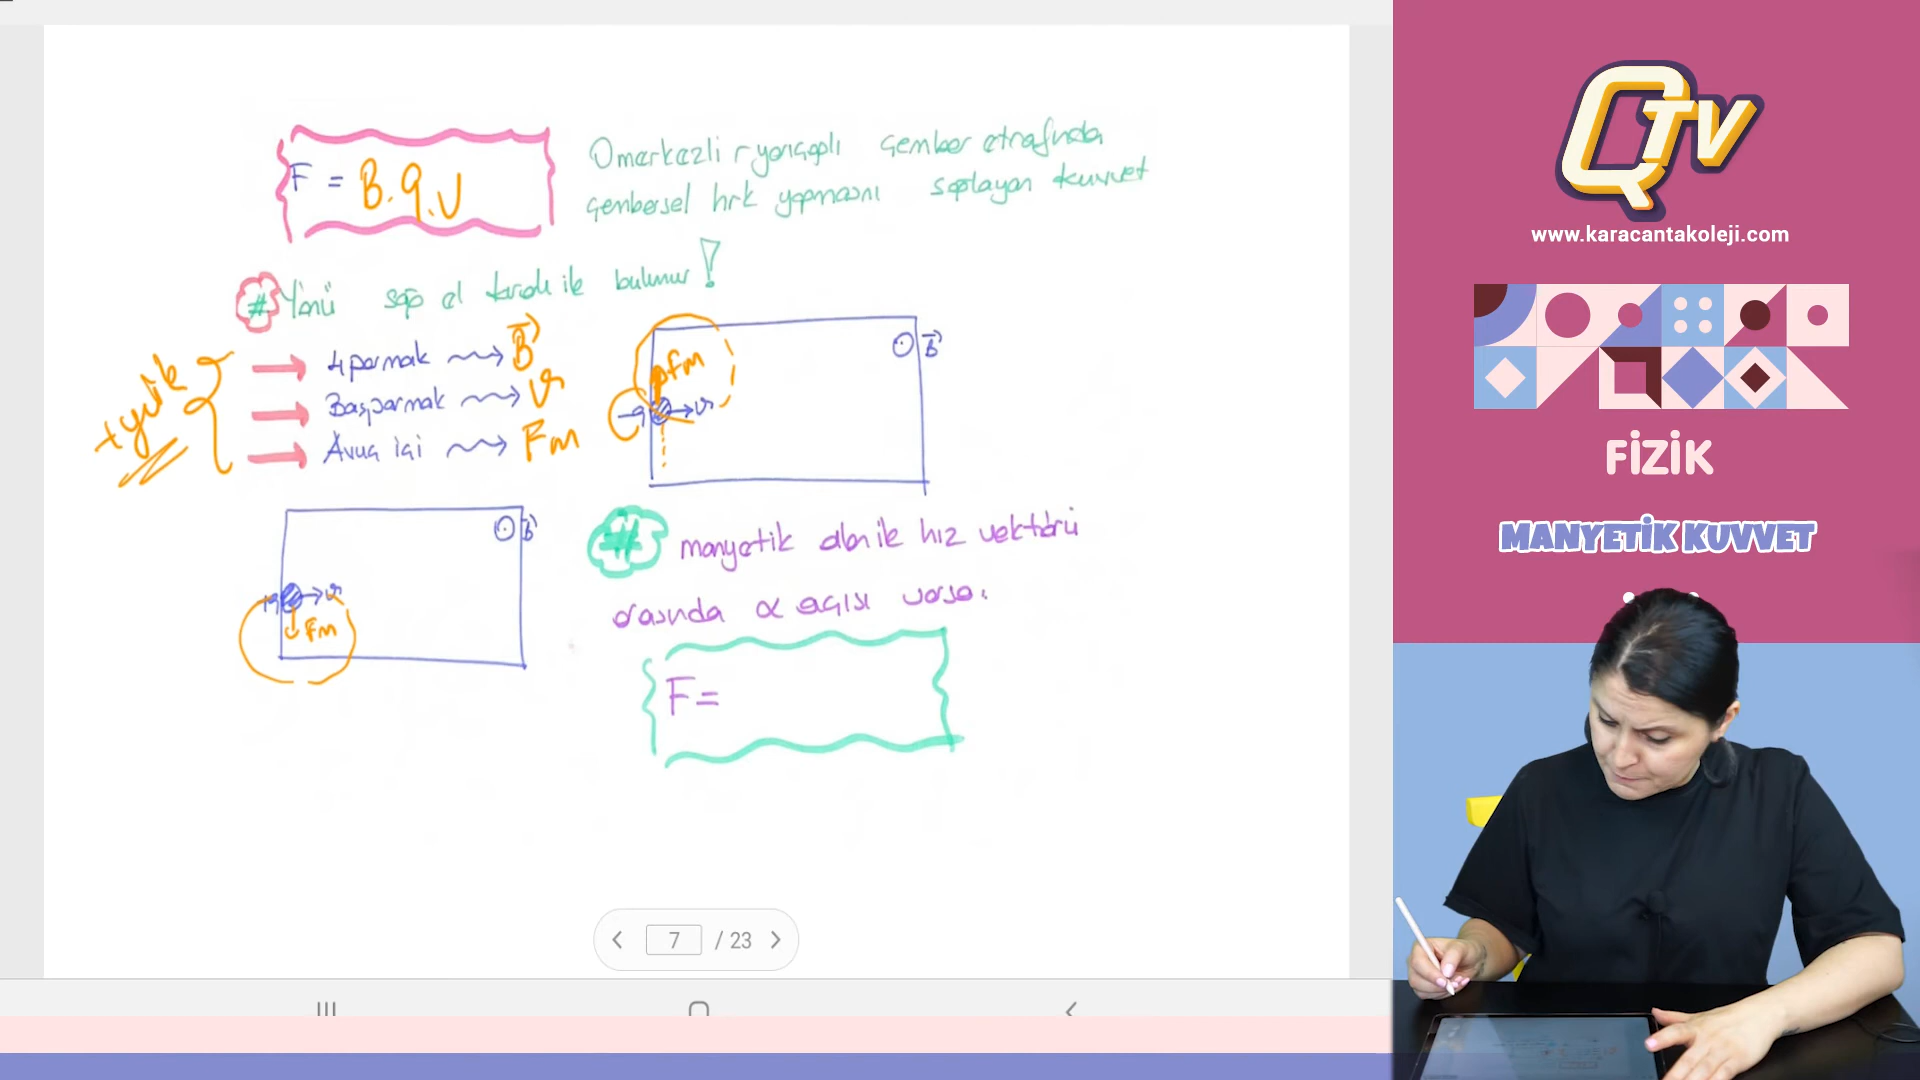 F = B.q.v
O merkezli r yarıçaplı çember etrafında
çembersel hrk yapmasını sağlayan kuvvet
# Yönü sağ el kuralı ile bulunur!
+ yük
4 parmak → B
Başparmak → v
Avuç içi → Fm
B
Fm
-q v
B
+q v
Fm
# manyetik alan ile hız vektörü
arasında α açısı varsa.
F =
7 / 23
QTV
www.karacantakoleji.com
FİZİK
MANYETİK KUVVET